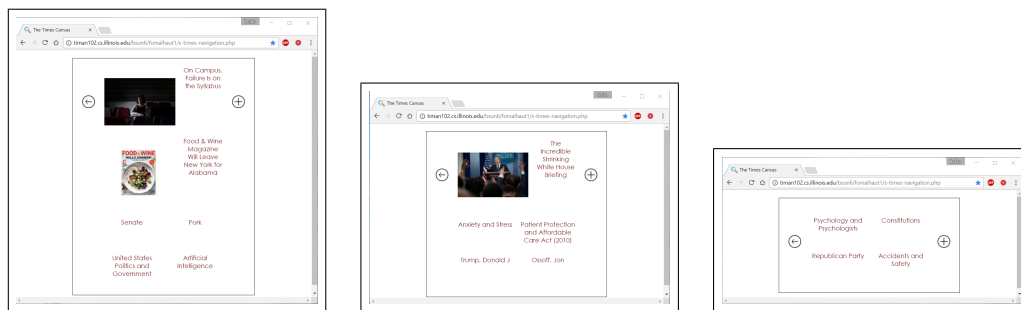 The Times Canvas
timan102.cs.illinois.edu/bsun6/fomalhaut1/s-times-navigation.php
On Campus,
Failure Is on
the Syllabus
FOOD & WINE
Food & Wine
Magazine
Will Leave
New York for
Alabama
Senate
Pork
United States
Politics and
Government
Artificial
Intelligence
The Times Canvas
timan102.cs.illinois.edu/bsun6/fomalhaut1/s-times-navigation.php
The
Incredible
Shrinking
White House
Briefing
Anxiety and Stress
Patient Protection
and Affordable
Care Act (2010)
Trump, Donald J
Ossoff, Jon
The Times Canvas
timan102.cs.illinois.edu/bsun6/fomalhaut1/s-times-navigation.php
Psychology and
Psychologists
Constitutions
Republican Party
Accidents and
Safety